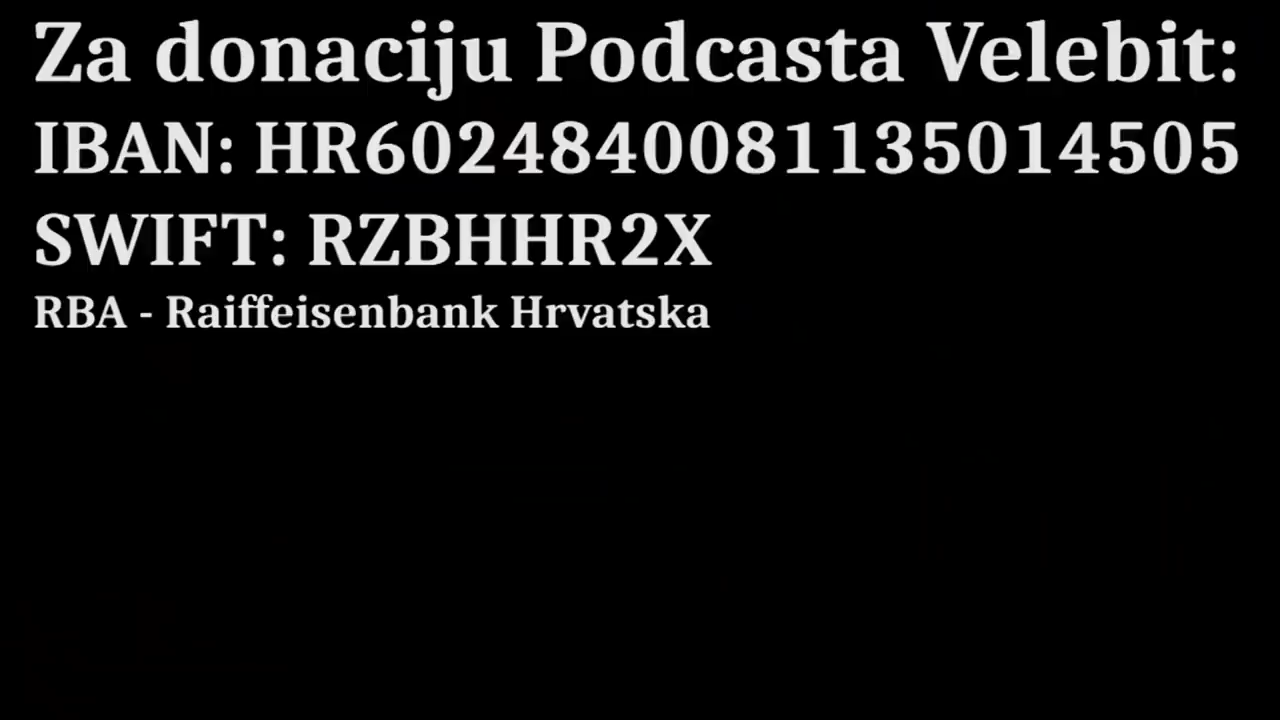 Za donaciju Podcasta Velebit:
IBAN: HR6024840081135014505
SWIFT: RZBHHR2X
RBA - Raiffeisenbank Hrvatska